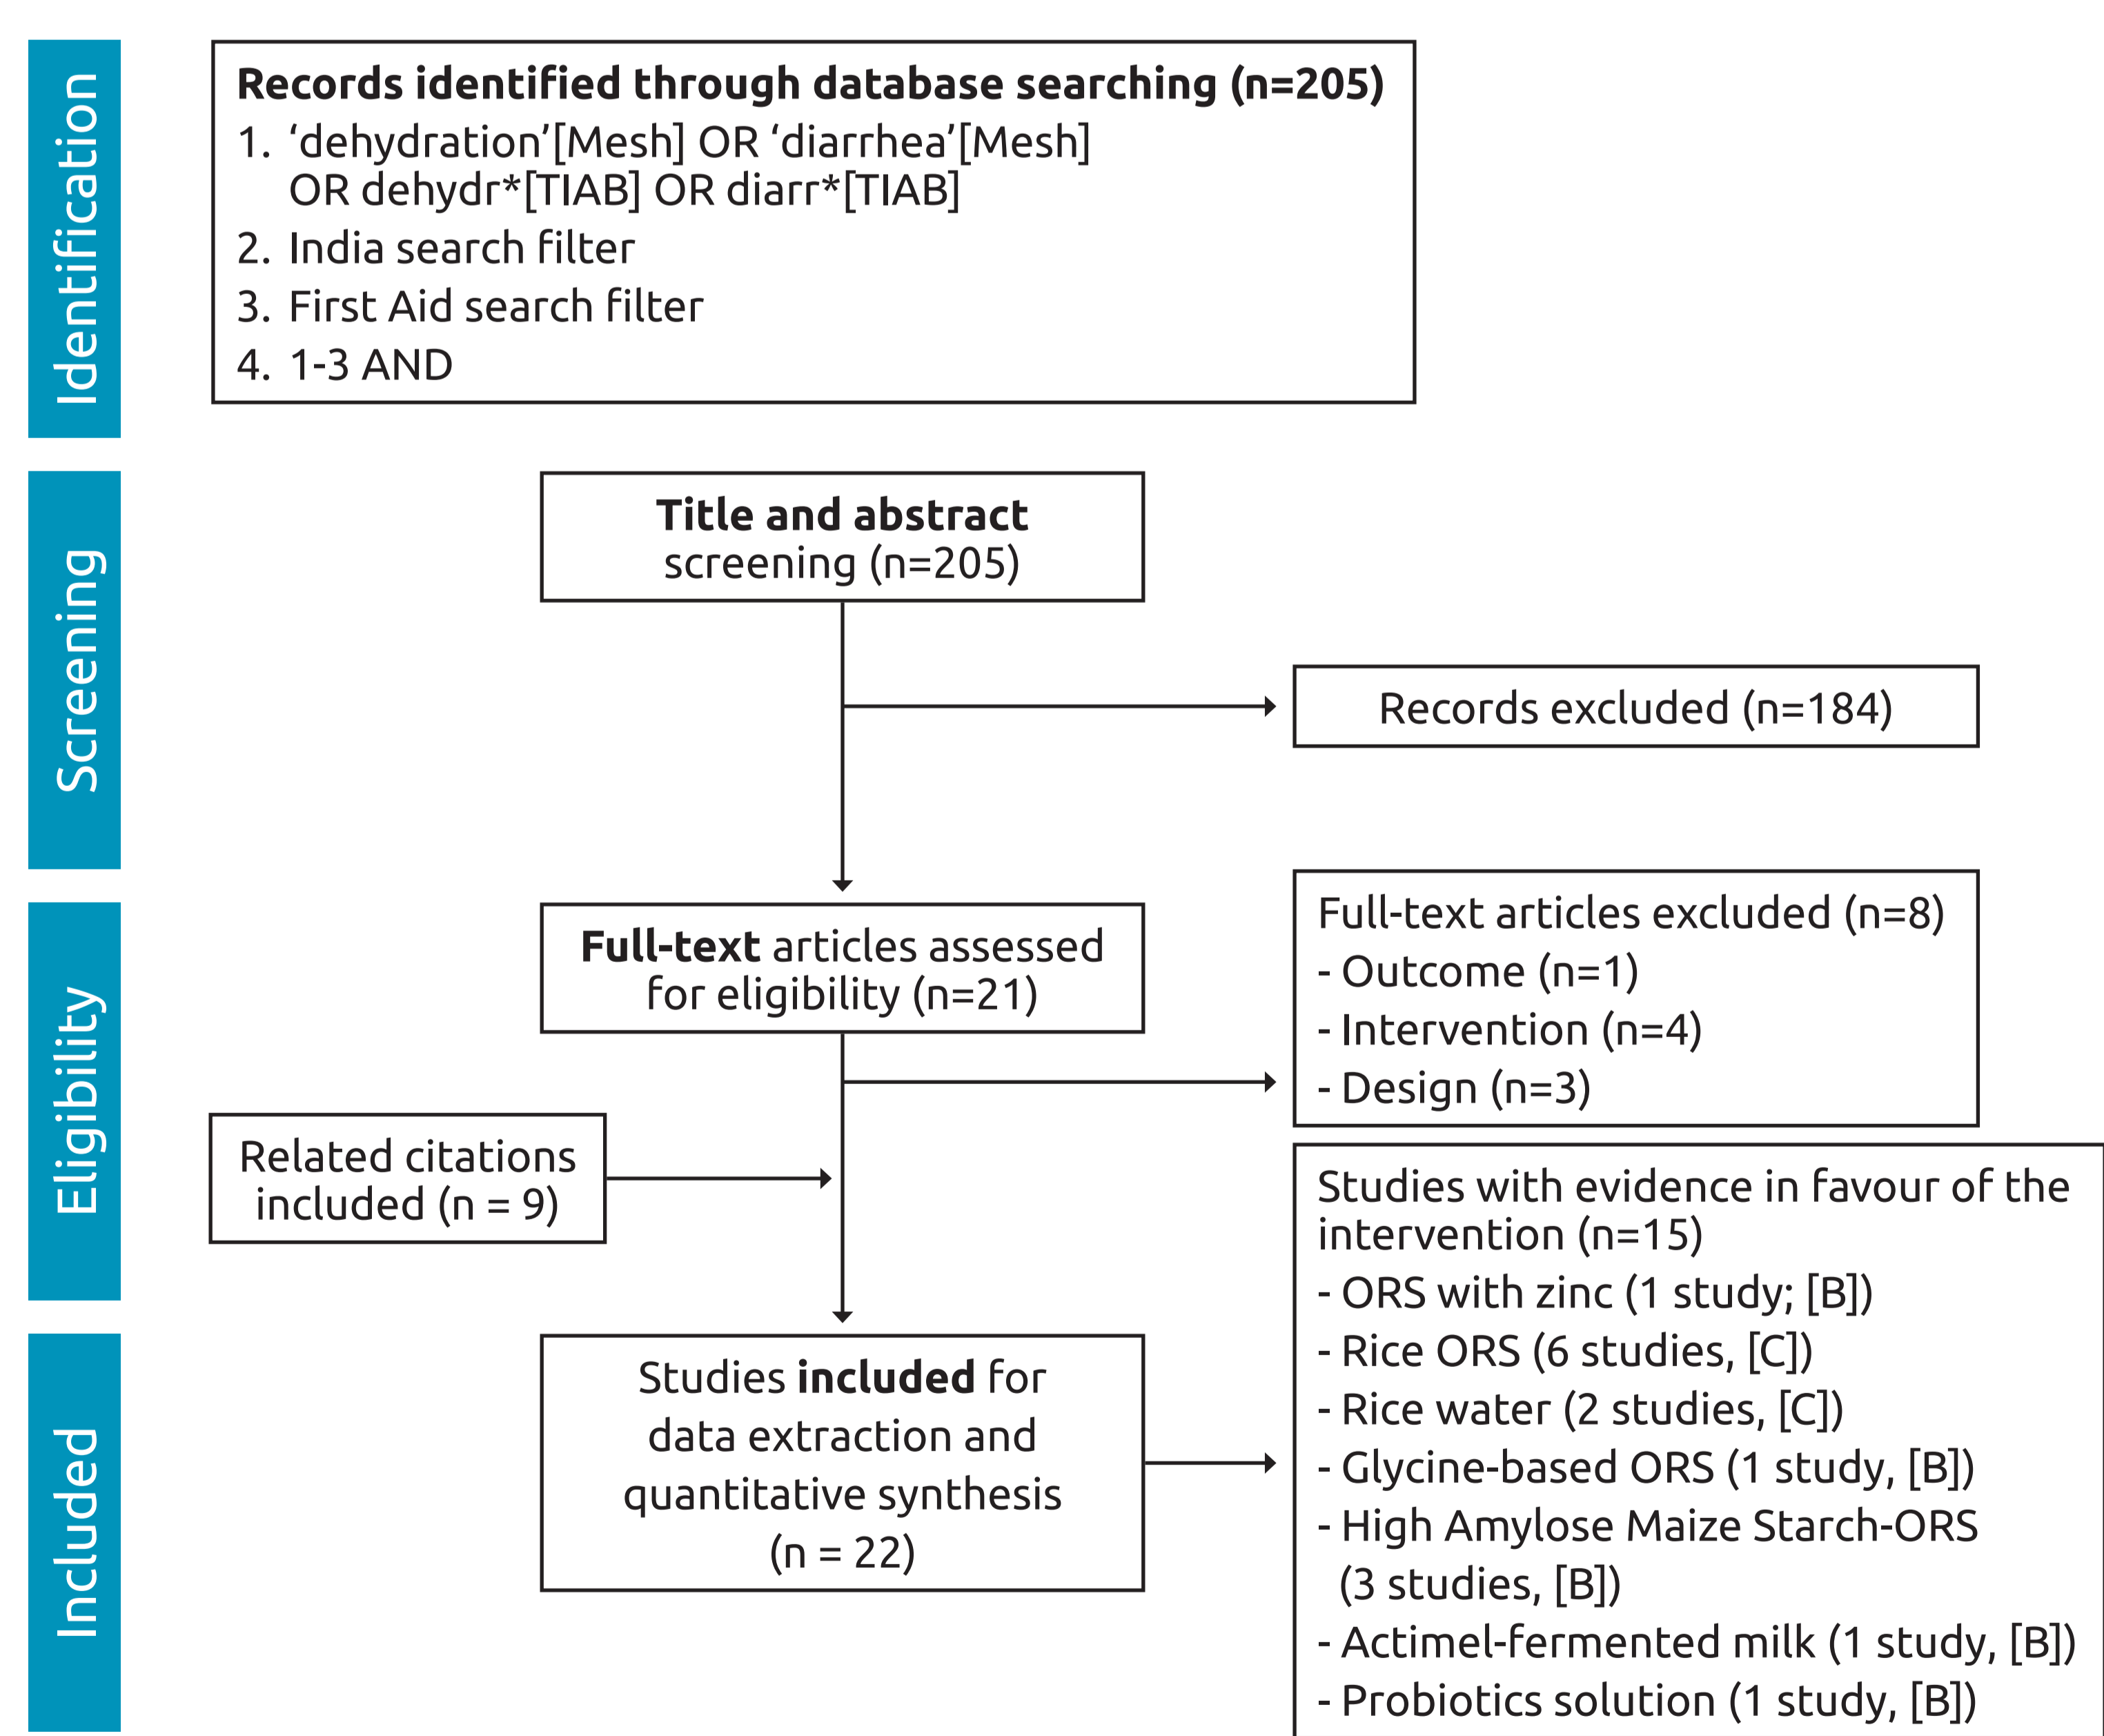 Identification
Records identified through database searching (n=205)
1. ‘dehydration’[Mesh] OR ‘diarrhea’[Mesh]
OR dehydr*[TIAB] OR diarr*[TIAB]
2. India search filter
3. First Aid search filter
4. 1-3 AND
Screening
Title and abstract
screening (n=205)
Records excluded (n=184)
Eligibility
Full-text articles assessed
for eligibility (n=21)
Full-text articles excluded (n=8)
- Outcome (n=1)
- Intervention (n=4)
- Design (n=3)
Related citations
included (n = 9)
Included
Studies included for
data extraction and
quantitative synthesis
(n = 22)
Studies with evidence in favour of the
intervention (n=15)
- ORS with zinc (1 study; [B])
- Rice ORS (6 studies, [C])
- Rice water (2 studies, [C])
- Glycine-based ORS (1 study, [B])
- High Amylose Maize Starch-ORS
(3 studies, [B])
- Actimel-fermented milk (1 study, [B])
- Probiotics solution (1 study, [B])